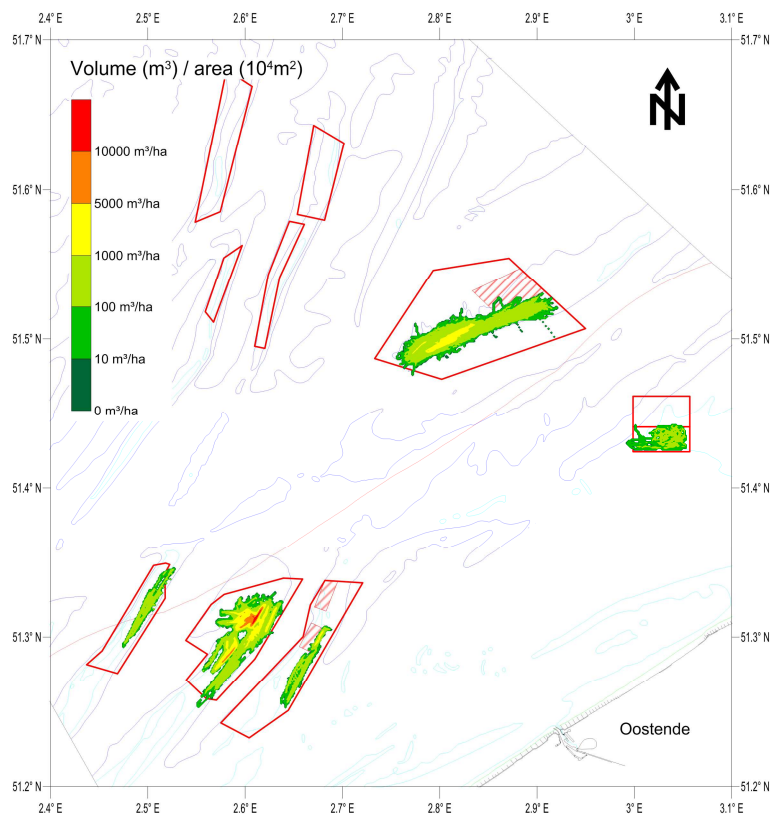 2.4° E 2.5° E 2.6° E 2.7° E 2.8° E 2.9° E 3° E 3.1° E
51.7° N 51.7° N
Volume (m³) / area (10⁴m²)
N
10000 m³/ha
5000 m³/ha
1000 m³/ha
100 m³/ha
10 m³/ha
0 m³/ha
51.6° N 51.6° N
51.5° N 51.5° N
51.4° N 51.4° N
51.3° N 51.3° N
Oostende
51.2° N 51.2° N
2.4° E 2.5° E 2.6° E 2.7° E 2.8° E 2.9° E 3° E 3.1° E